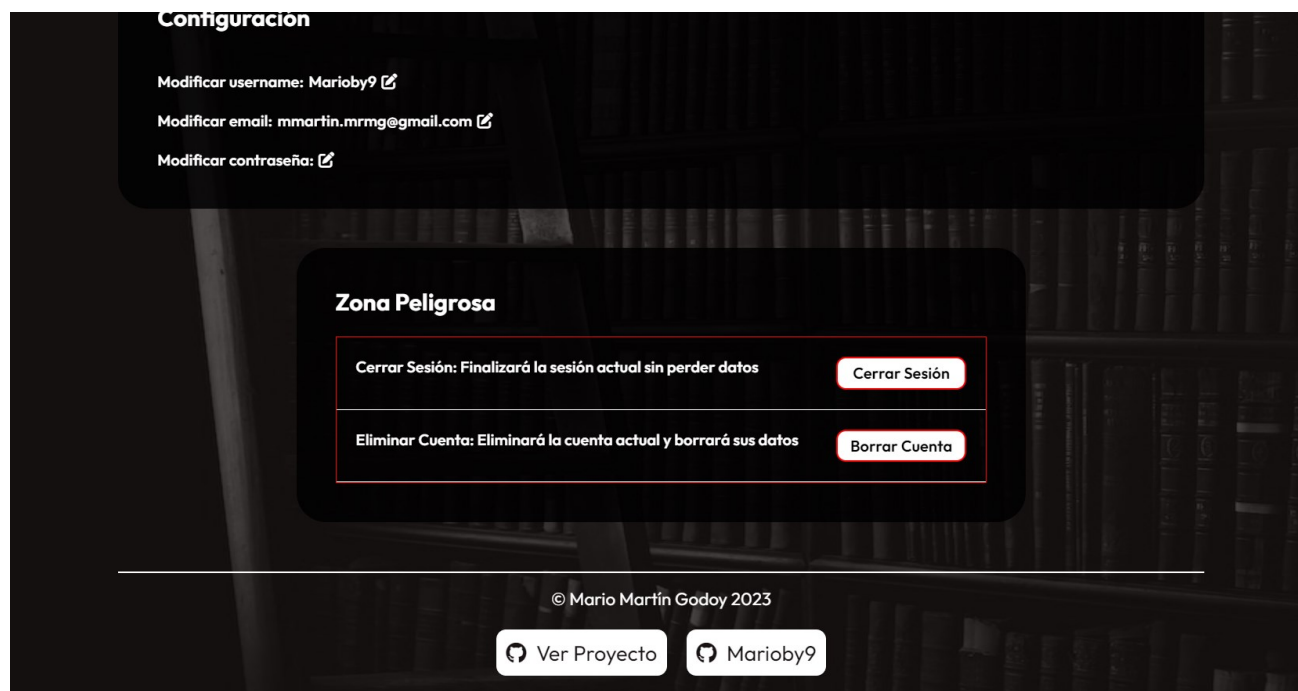 Configuración
Modificar username: Marioby9
Modificar email: mmartin.mrmg@gmail.com
Modificar contraseña:
Zona Peligrosa
Cerrar Sesión: Finalizará la sesión actual sin perder datos
Cerrar Sesión
Eliminar Cuenta: Eliminará la cuenta actual y borrará sus datos
Borrar Cuenta
© Mario Martín Godoy 2023
Ver Proyecto
Marioby9